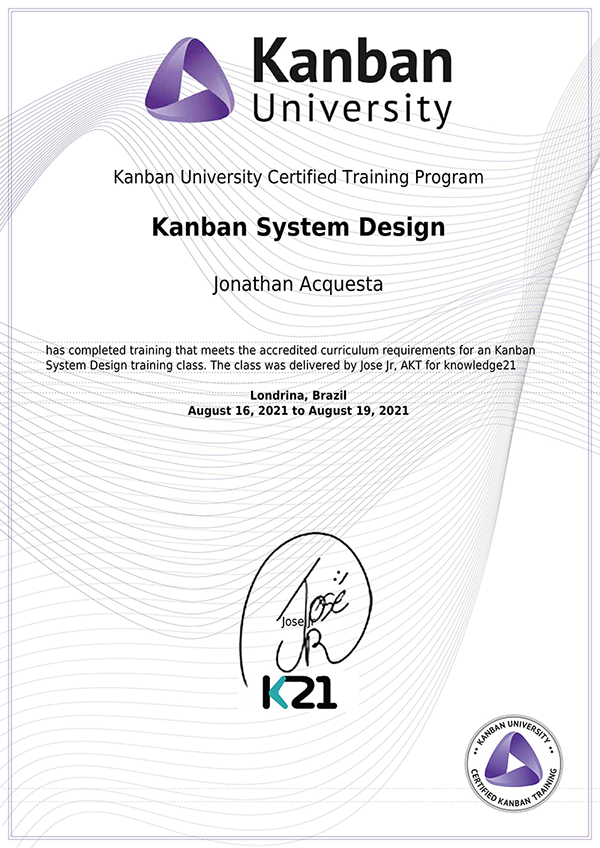 Kanban
University
Kanban University Certified Training Program
Kanban System Design
Jonathan Acquesta
has completed training that meets the accredited curriculum requirements for an Kanban
System Design training class. The class was delivered by Jose Jr, AKT for knowledge21
Londrina, Brazil
August 16, 2021 to August 19, 2021
José
Jose Jr
JR
K21
KANBAN UNIVERSITY
CERTIFIED KANBAN TRAINING